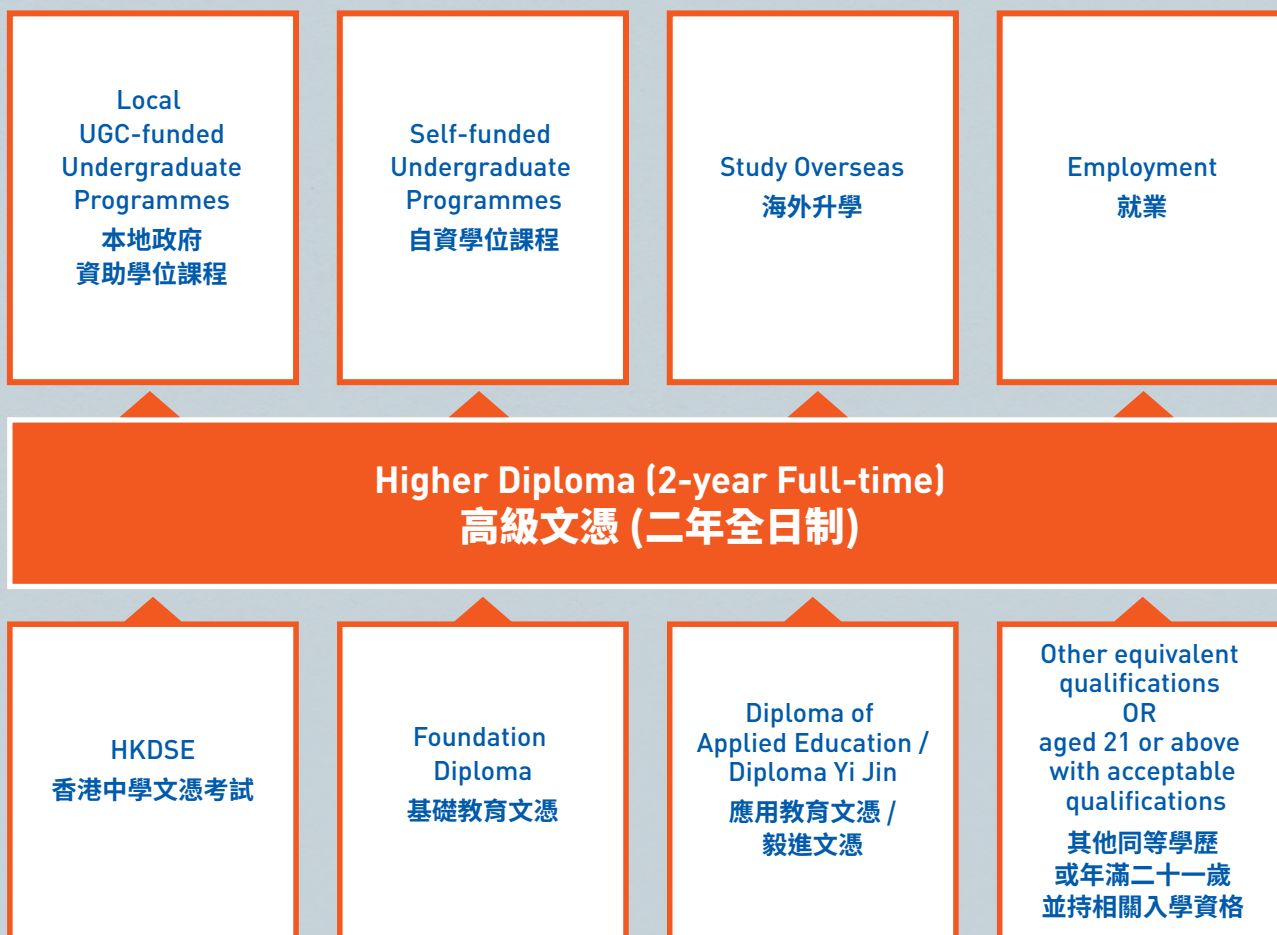 Local
UGC-funded
Undergraduate
Programmes
本地政府
資助學位課程
Self-funded
Undergraduate
Programmes
自資學位課程
Study Overseas
海外升學
Employment
就業
Higher Diploma (2-year Full-time)
高級文憑 (二年全日制)
HKDSE
香港中學文憑考試
Foundation
Diploma
基礎教育文憑
Diploma of
Applied Education /
Diploma Yi Jin
應用教育文憑 /
毅進文憑
Other equivalent
qualifications
OR
aged 21 or above
with acceptable
qualifications
其他同等學歷
或年滿二十一歲
並持相關入學資格